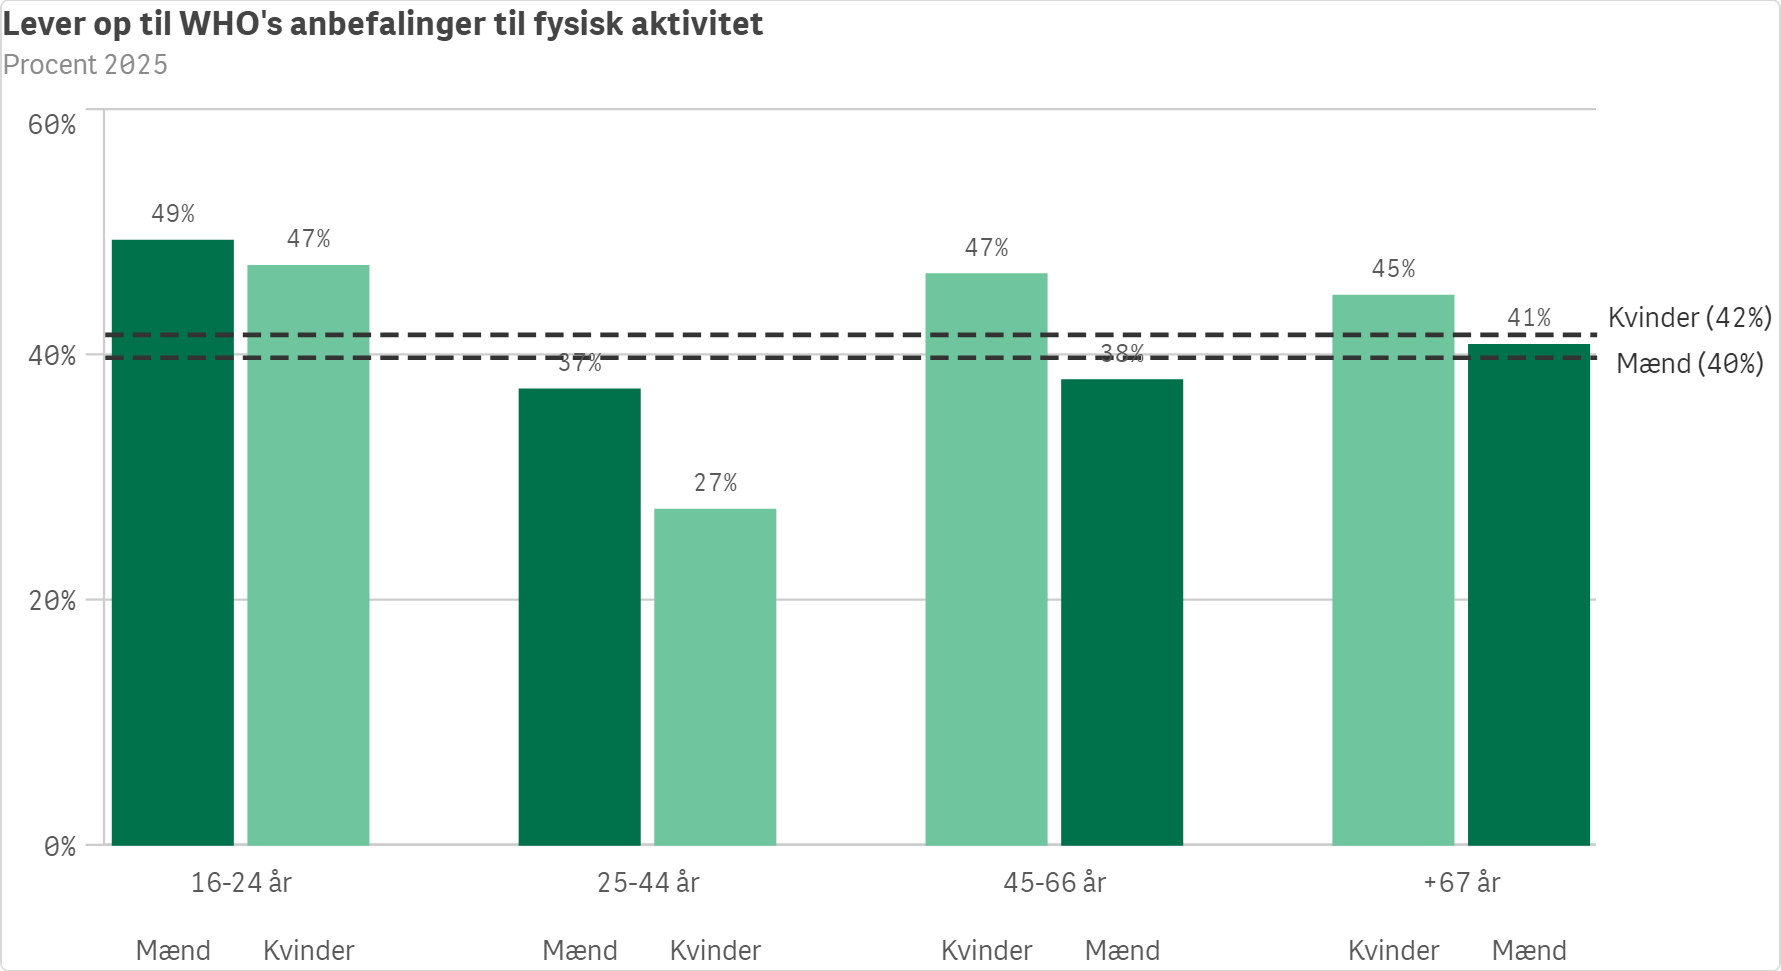 Lever op til WHO's anbefalinger til fysisk aktivitet
Procent 2025
60%
40%
20%
0%
49%
47%
37%
27%
47%
38%
45%
41%
Kvinder (42%)
Mænd (40%)
16-24 år
25-44 år
45-66 år
+67 år
Mænd
Kvinder
Mænd
Kvinder
Kvinder
Mænd
Kvinder
Mænd